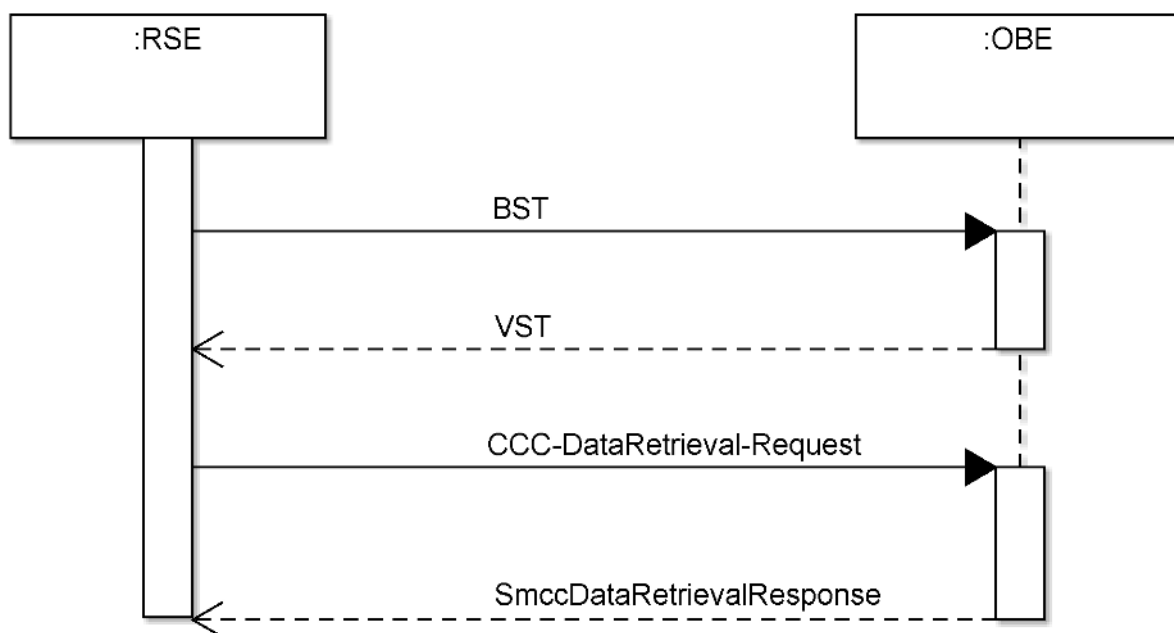 :RSE
:OBE
BST
VST
CCC-DataRetrieval-Request
SmccDataRetrievalResponse